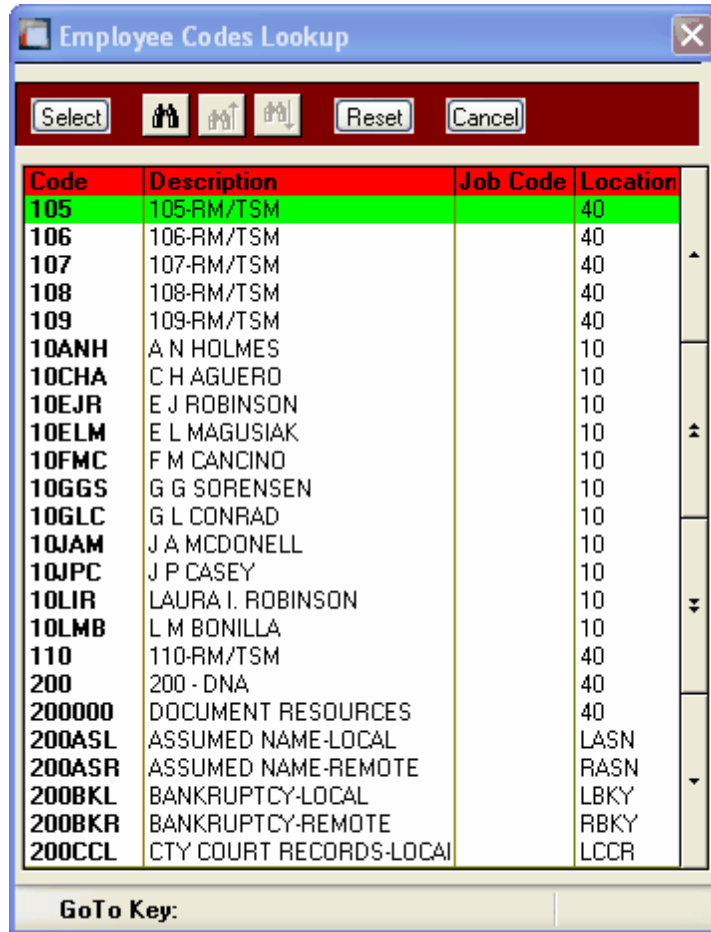 Employee Codes Lookup
Select Reset Cancel
Code Description Job Code Location
105 105-RM/TSM 40
106 106-RM/TSM 40
107 107-RM/TSM 40
108 108-RM/TSM 40
109 109-RM/TSM 40
10ANH A N HOLMES 10
10CHA C H AGUERO 10
10EJR E J ROBINSON 10
10ELM E L MAGUSIAK 10
10FMC F M CANCINO 10
10GGS G G SORENSEN 10
10GLC G L CONRAD 10
10JAM J A MCDONELL 10
10JPC J P CASEY 10
10LIR LAURA I. ROBINSON 10
10LMB L M BONILLA 10
110 110-RM/TSM 40
200 200 - DNA 40
200000 DOCUMENT RESOURCES 40
200ASL ASSUMED NAME-LOCAL LASN
200ASR ASSUMED NAME-REMOTE RASN
200BKL BANKRUPTCY-LOCAL LBKY
200BKR BANKRUPTCY-REMOTE RBKY
200CCL CTY COURT RECORDS-LOCAl LCCR
GoTo Key: